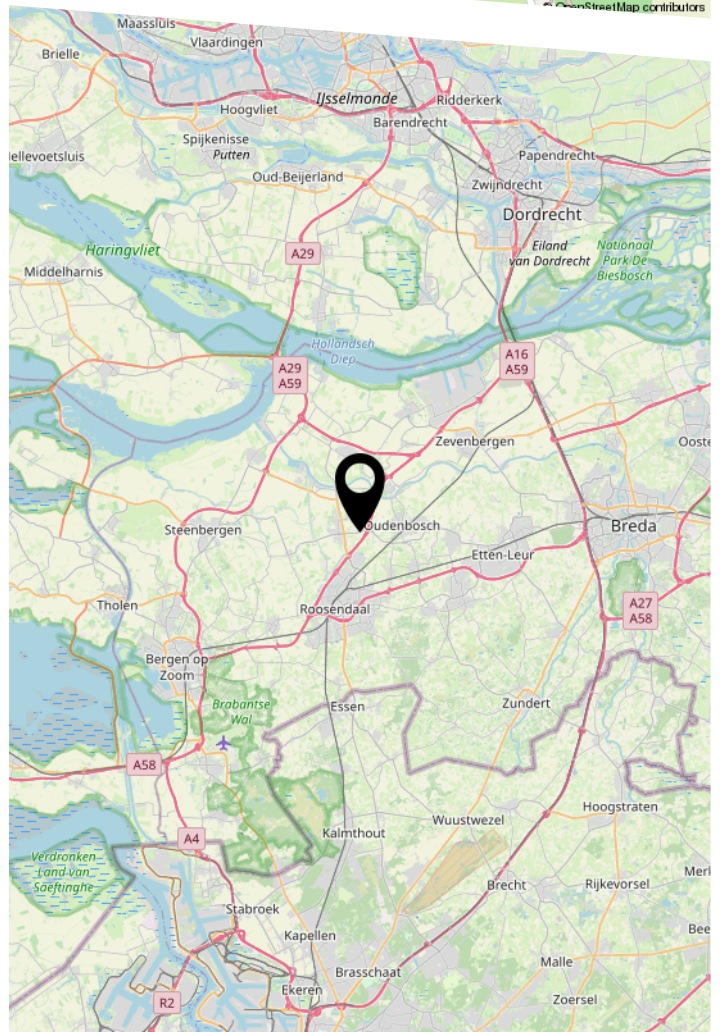 © OpenStreetMap contributors
Maassluis
Vlaardingen
Brielle
IJsselmonde
Ridderkerk
Hoogvliet
Barendrecht
Spijkenisse
Putten
ellevoetsluis
Papendrecht
Oud-Beijerland
Zwijndrecht
Dordrecht
Haringvliet
A29
Eiland
van Dordrecht
Nationaal
Park De
Biesbosch
Middelharnis
Hollandsch
Diep
A16
A59
A29
A59
Zevenbergen
Ooste
Steenbergen
Oudenbosch
Breda
Etten-Leur
Tholen
Roosendaal
A27
A58
Bergen op
Zoom
Essen
Zundert
Brabantse
Wal
A58
Hoogstraten
Wuustwezel
Kalmthout
A4
Verdronken
Land van
Saeftinghe
Brecht
Rijkevorsel
Merk
Stabroek
Kapellen
Bee
Malle
Brasschaat
Ekeren
Zoersel
R2